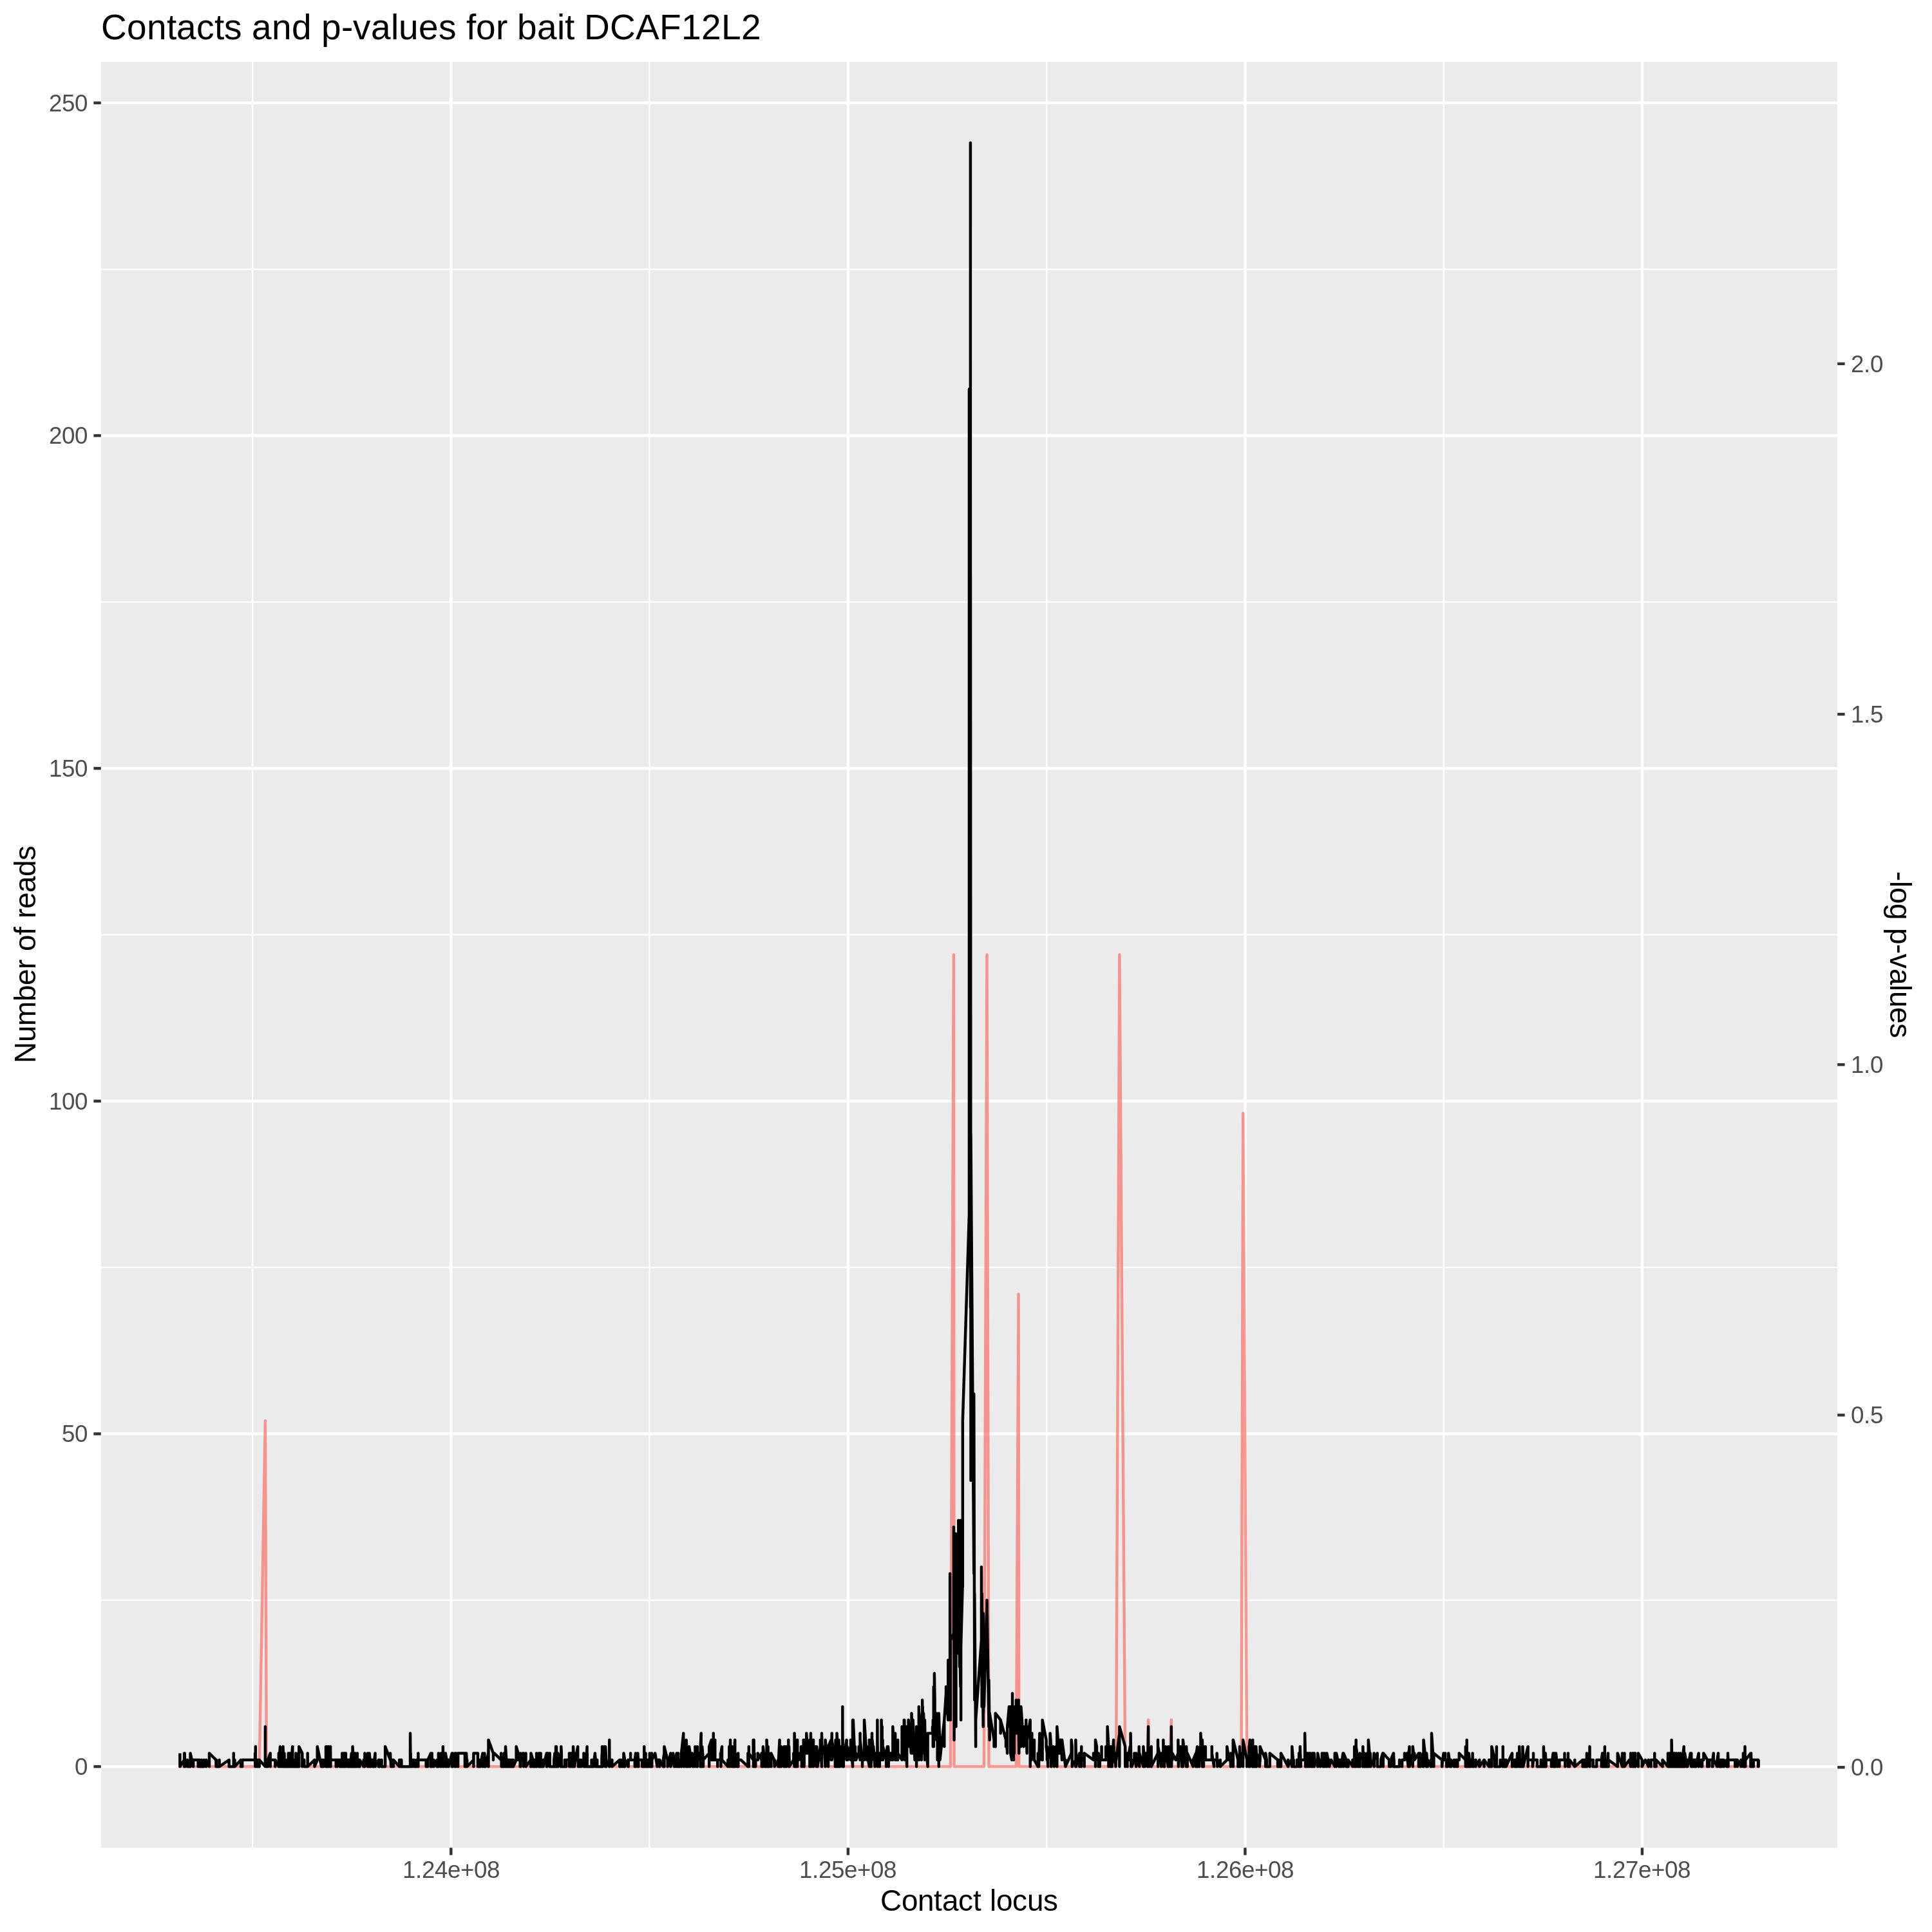 Contacts and p-values for bait DCAF12L2
250
200
150
100
50
0
Number of reads
2.0
1.5
1.0
0.5
0.0
-log p-values
1.24e+08
1.25e+08
1.26e+08
1.27e+08
Contact locus